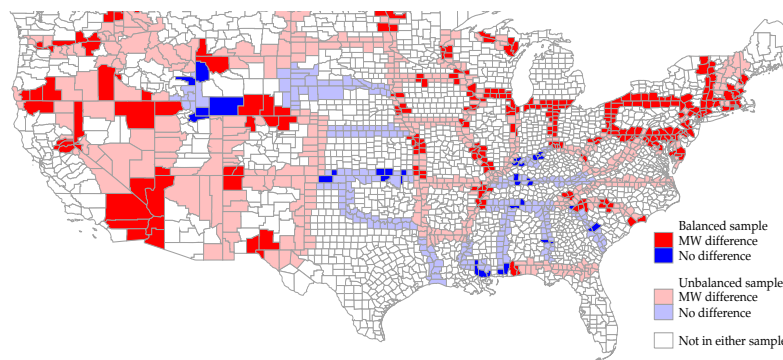 Balanced sample
MW difference
No difference
Unbalanced sample
MW difference
No difference
Not in either sample